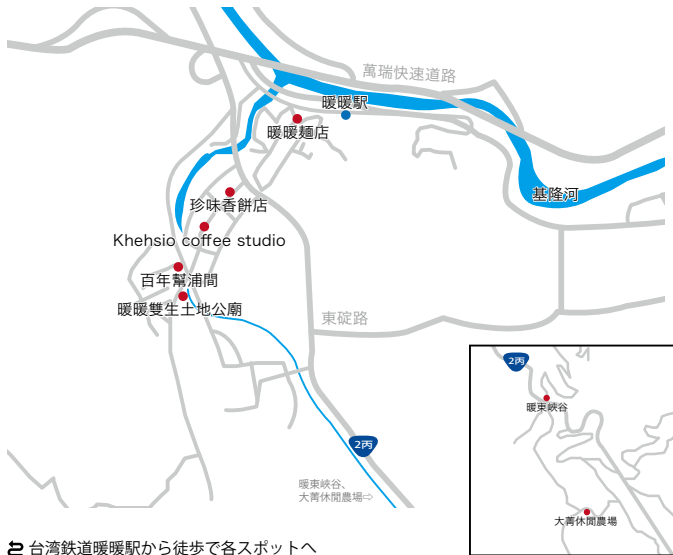 萬瑞快速道路
暖暖駅
暖暖麺店
珍味香餅店
基隆河
Khehsio coffee studio
百年幫浦間
暖暖雙生土地公廟
東碇路
2丙
暖東峽谷
2丙
暖東峽谷、
大菁休閒農場⇨
大菁休閒農場
⮌ 台湾鉄道暖暖駅から徒歩で各スポットへ